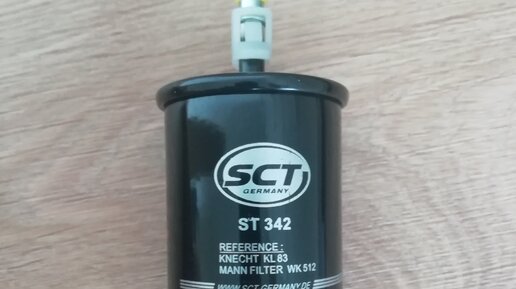 SCT
GERMANY
ST 342
REFERENCE :
KNECHT KL 83
MANN FILTER WK 512
WWW.SCT-GERMANY.DE